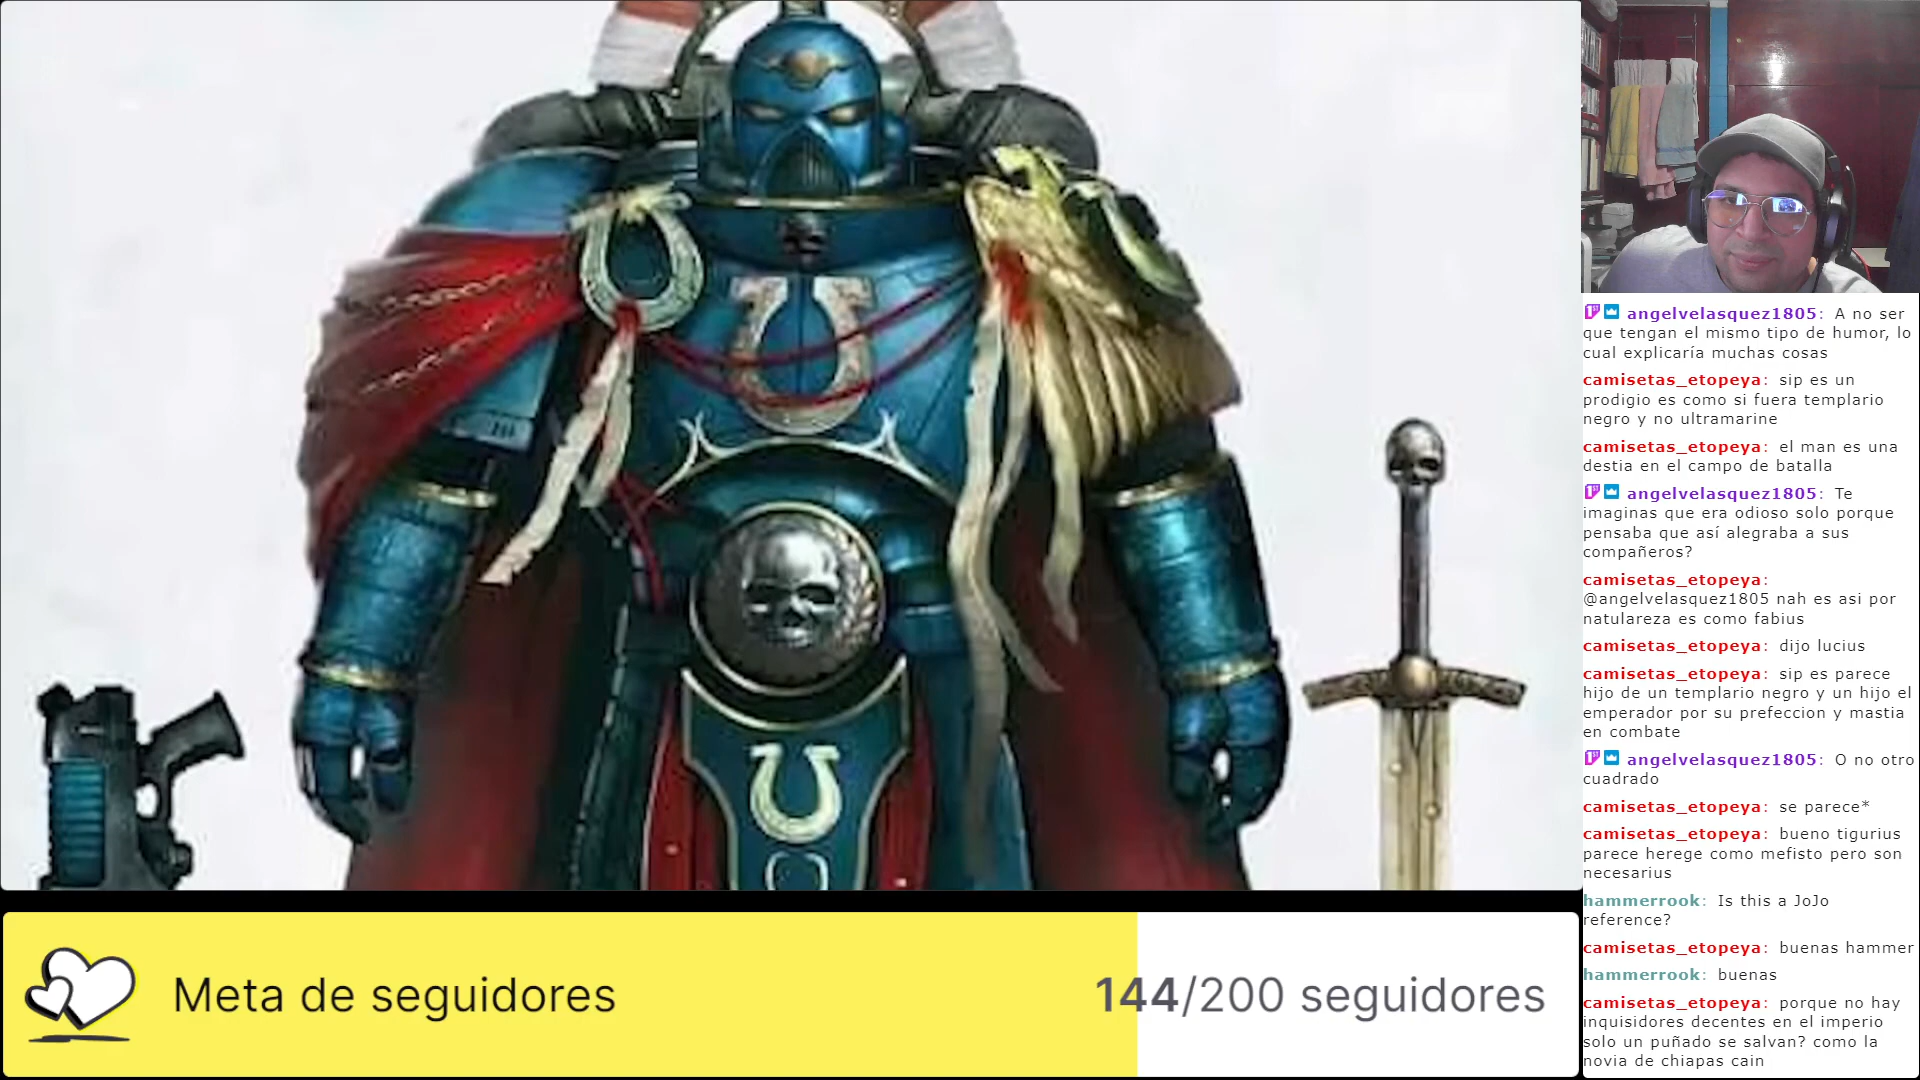 angelvelasquez1805: A no ser
que tengan el mismo tipo de humor, lo
cual explicaría muchas cosas
camisetas_etopeya: sip es un
prodigio es como si fuera templario
negro y no ultramarine
camisetas_etopeya: el man es una
destia en el campo de batalla
angelvelasquez1805: Te
imaginas que era odioso solo porque
pensaba que así alegraba a sus
compañeros?
camisetas_etopeya:
@angelvelasquez1805 nah es asi por
natulareza es como fabius
camisetas_etopeya: dijo lucius
camisetas_etopeya: sip es parece
hijo de un templario negro y un hijo el
emperador por su prefeccion y mastia
en combate
angelvelasquez1805: O no otro
cuadrado
camisetas_etopeya: se parece*
camisetas_etopeya: bueno tigurius
parece herege como mefisto pero son
necesarius
hammerrook: Is this a JoJo
reference?
camisetas_etopeya: buenas hammer
hammerrook: buenas
camisetas_etopeya: porque no hay
inquisidores decentes en el imperio
solo un puñado se salvan? como la
novia de chiapas cain
Meta de seguidores
144/200 seguidores